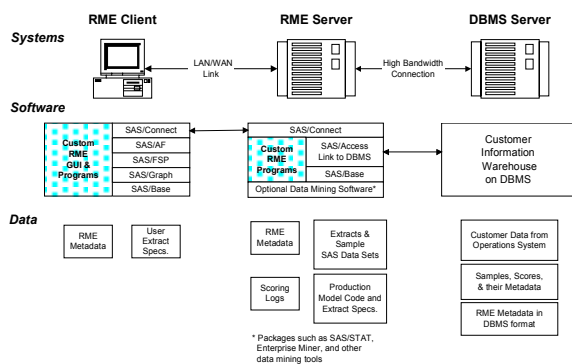 RME Client
RME Server
DBMS Server
Systems
LAN/WAN
Link
High Bandwidth
Connection
Software
Custom
RME
GUI &
Programs
SAS/Connect
SAS/AF
SAS/FSP
SAS/Graph
SAS/Base
SAS/Connect
Custom
RME
Programs
SAS/Access
Link to DBMS
SAS/Base
Optional Data Mining Software*
Customer
Information
Warehouse
on DBMS
Data
RME
Metadata
User
Extract
Specs.
RME
Metadata
Extracts &
Sample
SAS Data Sets
Scoring
Logs
Production
Model Code and
Extract Specs.
Customer Data from
Operations System
Samples, Scores,
& their Metadata
RME Metadata in
DBMS format
* Packages such as SAS/STAT,
Enterprise Miner, and other
data mining tools